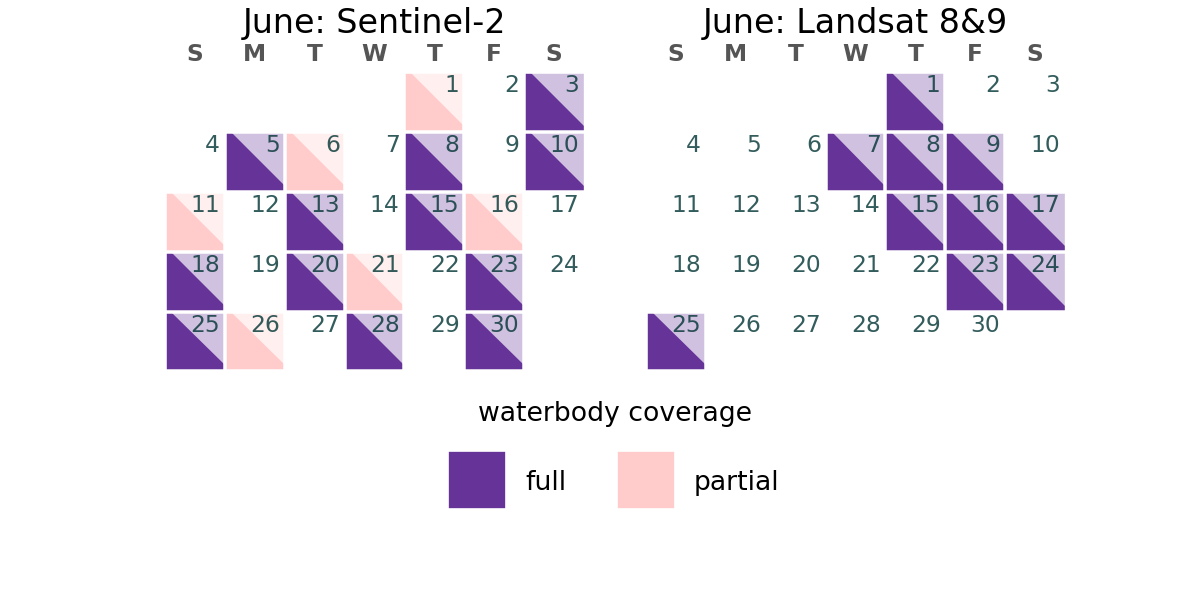 June: Sentinel-2
S M T W T F S
1 2 3
4 5 6 7 8 9 10
11 12 13 14 15 16 17
18 19 20 21 22 23 24
25 26 27 28 29 30
June: Landsat 8&9
S M T W T F S
1 2 3
4 5 6 7 8 9 10
11 12 13 14 15 16 17
18 19 20 21 22 23 24
25 26 27 28 29 30
waterbody coverage
full partial